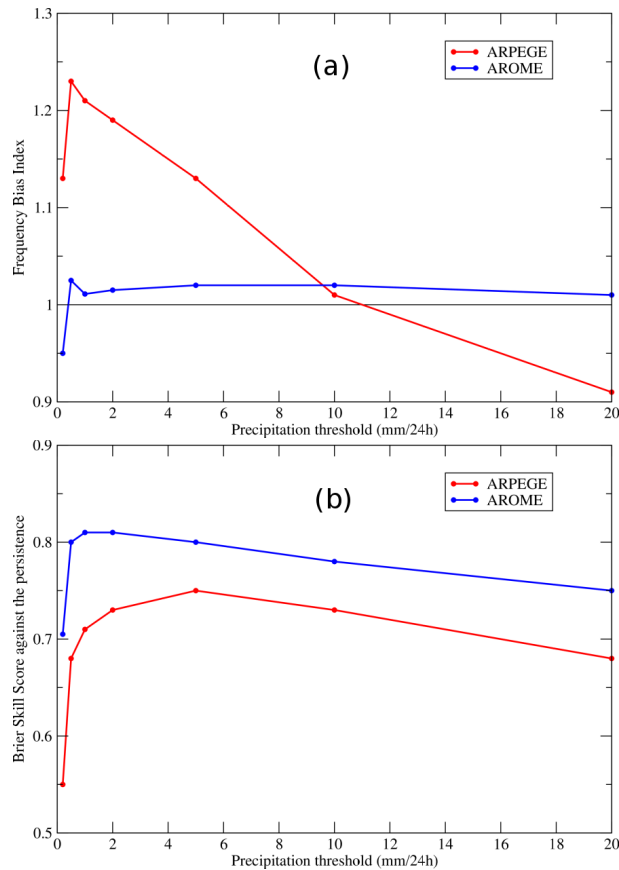 1.3
(a)
ARPEGE
AROME
1.2
Frequency Bias Index
1.1
1
0.9
0 2 4 6 8 10 12 14 16 18 20
Precipitation threshold (mm/24h)
0.9
(b)
ARPEGE
AROME
0.8
Brier Skill Score against the persistence
0.7
0.6
0.5
0 2 4 6 8 10 12 14 16 18 20
Precipitation threshold (mm/24h)